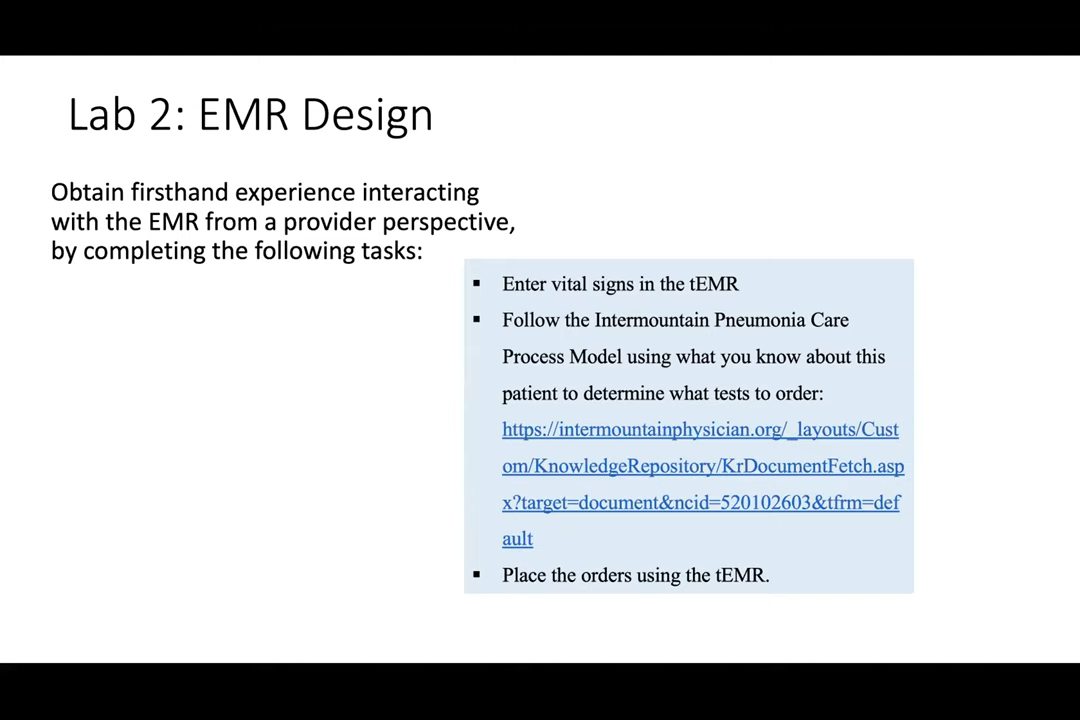 Lab 2: EMR Design
Obtain firsthand experience interacting
with the EMR from a provider perspective,
by completing the following tasks:
▪ Enter vital signs in the tEMR
▪ Follow the Intermountain Pneumonia Care
Process Model using what you know about this
patient to determine what tests to order:
https://intermountainphysician.org/_layouts/Cust
om/KnowledgeRepository/KrDocumentFetch.asp
x?target=document&ncid=520102603&tfrm=def
ault
▪ Place the orders using the tEMR.